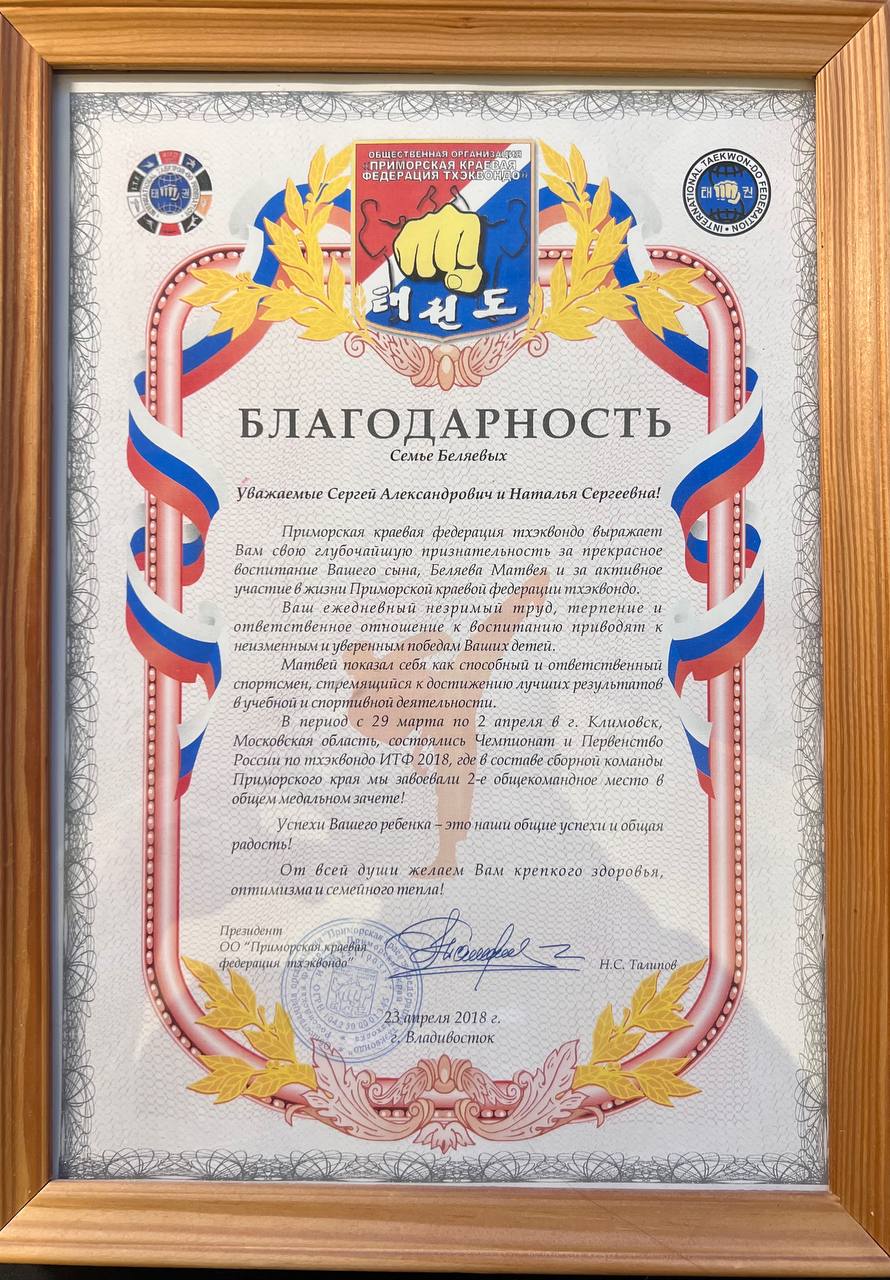 ОБЩЕСТВЕННАЯ ОРГАНИЗАЦИЯ
"ПРИМОРСКАЯ КРАЕВАЯ
ФЕДЕРАЦИЯ ТХЭКВОНДО"
태권
태권
INTERNATIONAL TAEKWON-DO FEDERATION
태권도
БЛАГОДАРНОСТЬ
Семье Беляевых
Уважаемые Сергей Александрович и Наталья Сергеевна!
Приморская краевая федерация тхэквондо выражает
Вам свою глубочайшую признательность за прекрасное
воспитание Вашего сына, Беляева Матвея и за активное
участие в жизни Приморской краевой федерации тхэквондо.
Ваш ежедневный незримый труд, терпение и
ответственное отношение к воспитанию приводят к
неизменным и уверенным победам Ваших детей.
Матвей показал себя как способный и ответственный
спортсмен, стремящийся к достижению лучших результатов
в учебной и спортивной деятельности.
В период с 29 марта по 2 апреля в г. Климовск,
Московская область, состоялись Чемпионат и Первенство
России по тхэквондо ИТФ 2018, где в составе сборной команды
Приморского края мы завоевали 2-е общекомандное место в
общем медальном зачете!
Успехи Вашего ребенка – это наши общие успехи и общая
радость!
От всей души желаем Вам крепкого здоровья,
оптимизма и семейного тепла!
Президент
ОО "Приморская краевая
федерация тхэквондо"
Н.С. Талипов
23 апреля 2018 г.
г. Владивосток